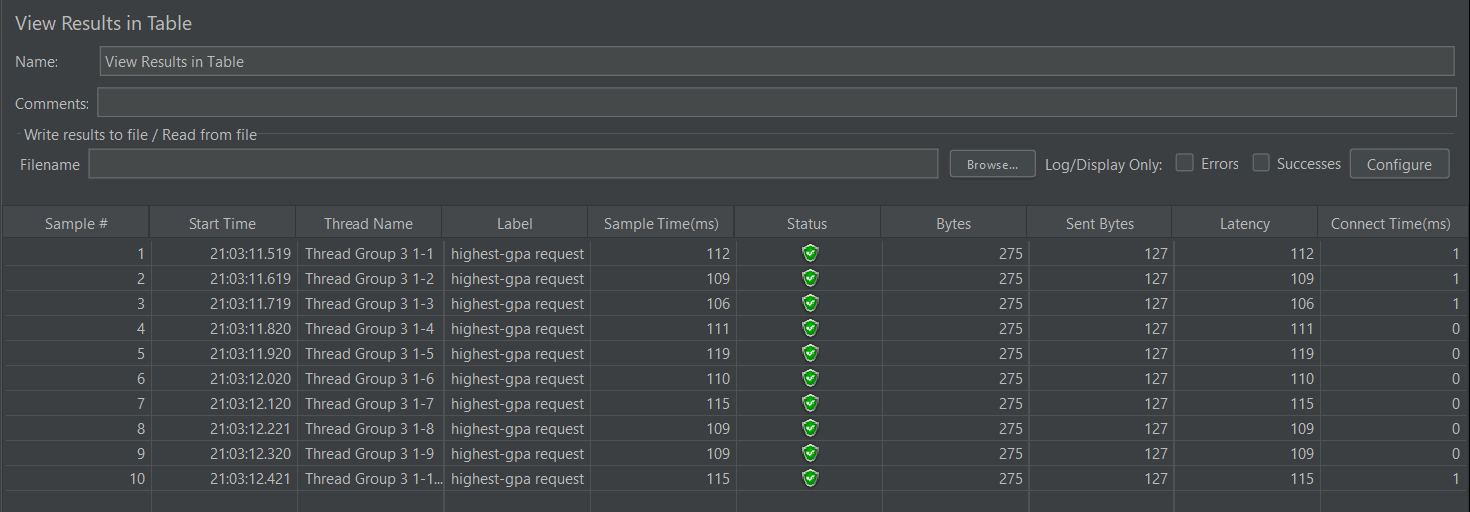 View Results in Table
Name: View Results in Table
Comments:
Write results to file / Read from file
Filename Browse... Log/Display Only: Errors Successes Configure
Sample # Start Time Thread Name Label Sample Time(ms) Status Bytes Sent Bytes Latency Connect Time(ms)
1 21:03:11.519 Thread Group 3 1-1 highest-gpa request 112 275 127 112 1
2 21:03:11.619 Thread Group 3 1-2 highest-gpa request 109 275 127 109 1
3 21:03:11.719 Thread Group 3 1-3 highest-gpa request 106 275 127 106 1
4 21:03:11.820 Thread Group 3 1-4 highest-gpa request 111 275 127 111 0
5 21:03:11.920 Thread Group 3 1-5 highest-gpa request 119 275 127 119 0
6 21:03:12.020 Thread Group 3 1-6 highest-gpa request 110 275 127 110 0
7 21:03:12.120 Thread Group 3 1-7 highest-gpa request 115 275 127 115 0
8 21:03:12.221 Thread Group 3 1-8 highest-gpa request 109 275 127 109 0
9 21:03:12.320 Thread Group 3 1-9 highest-gpa request 109 275 127 109 0
10 21:03:12.421 Thread Group 3 1-1... highest-gpa request 115 275 127 115 1